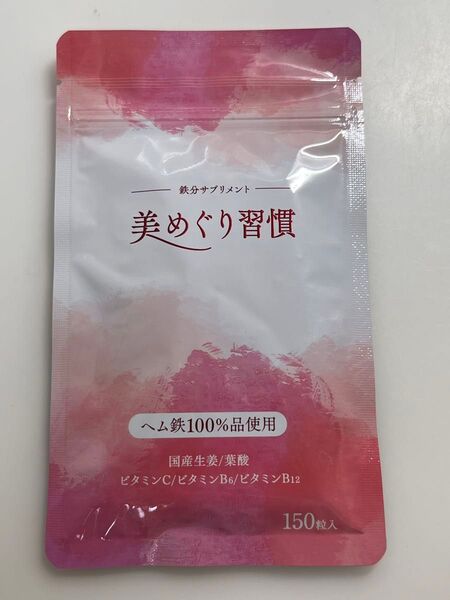 鉄分サプリメント
美めぐり習慣
ヘム鉄100%品使用
国産生姜/葉酸
ビタミンC/ビタミンB6/ビタミンB12
150粒入